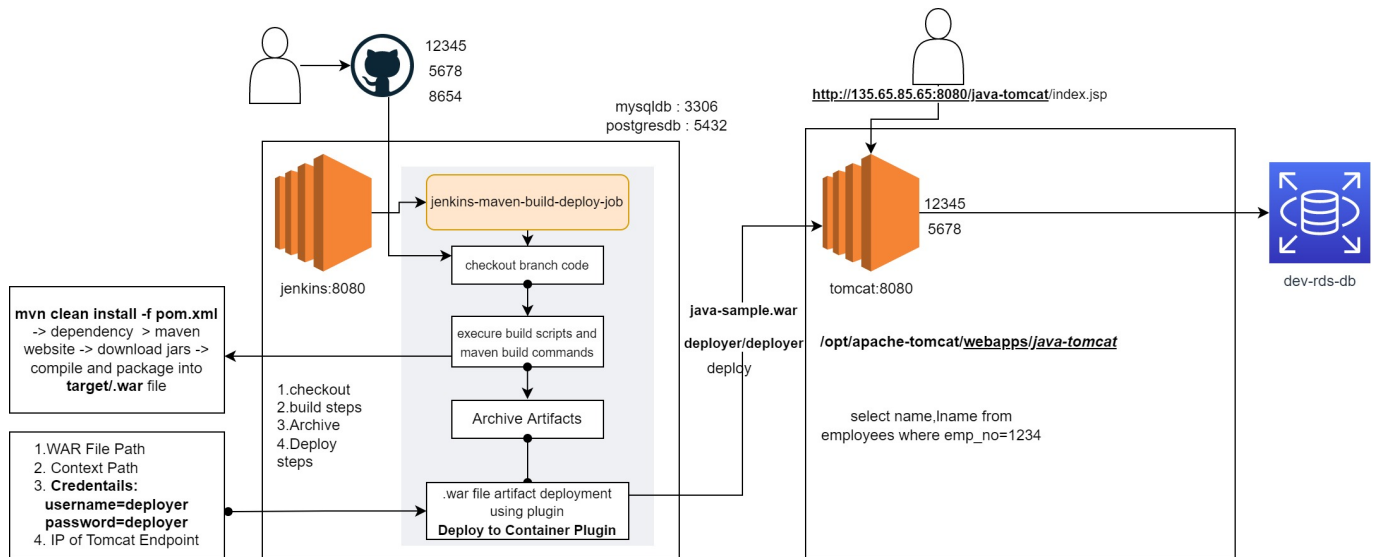 12345
5678
8654
mysqldb : 3306
postgresdb : 5432
http://135.65.85.65:8080/java-tomcat/index.jsp
jenkins-maven-build-deploy-job
checkout branch code
jenkins:8080
execure build scripts and
maven build commands
Archive Artifacts
.war file artifact deployment
using plugin
Deploy to Container Plugin
mvn clean install -f pom.xml
-> dependency > maven
website -> download jars ->
compile and package into
target/.war file
1.checkout
2.build steps
3.Archive
4.Deploy
steps
1.WAR File Path
2. Context Path
3. Credentails:
username=deployer
password=deployer
4. IP of Tomcat Endpoint
java-sample.war
deployer/deployer
deploy
12345
5678
tomcat:8080
/opt/apache-tomcat/webapps/java-tomcat
select name,lname from
employees where emp_no=1234
dev-rds-db